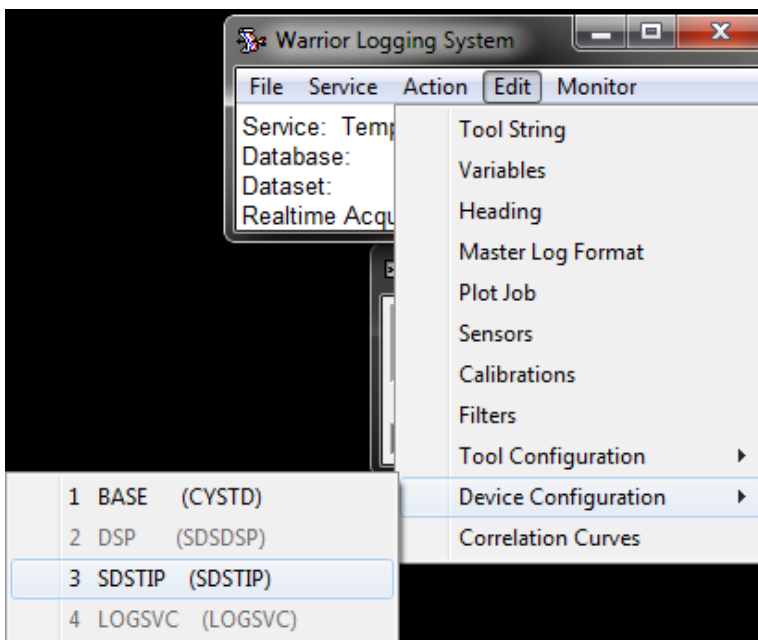 Warrior Logging System
File Service Action Edit Monitor
Service: Temp
Database:
Dataset:
Realtime Acqu
Tool String
Variables
Heading
Master Log Format
Plot Job
Sensors
Calibrations
Filters
Tool Configuration
Device Configuration
Correlation Curves
1 BASE (CYSTD)
2 DSP (SDSDSP)
3 SDSTIP (SDSTIP)
4 LOGSVC (LOGSVC)